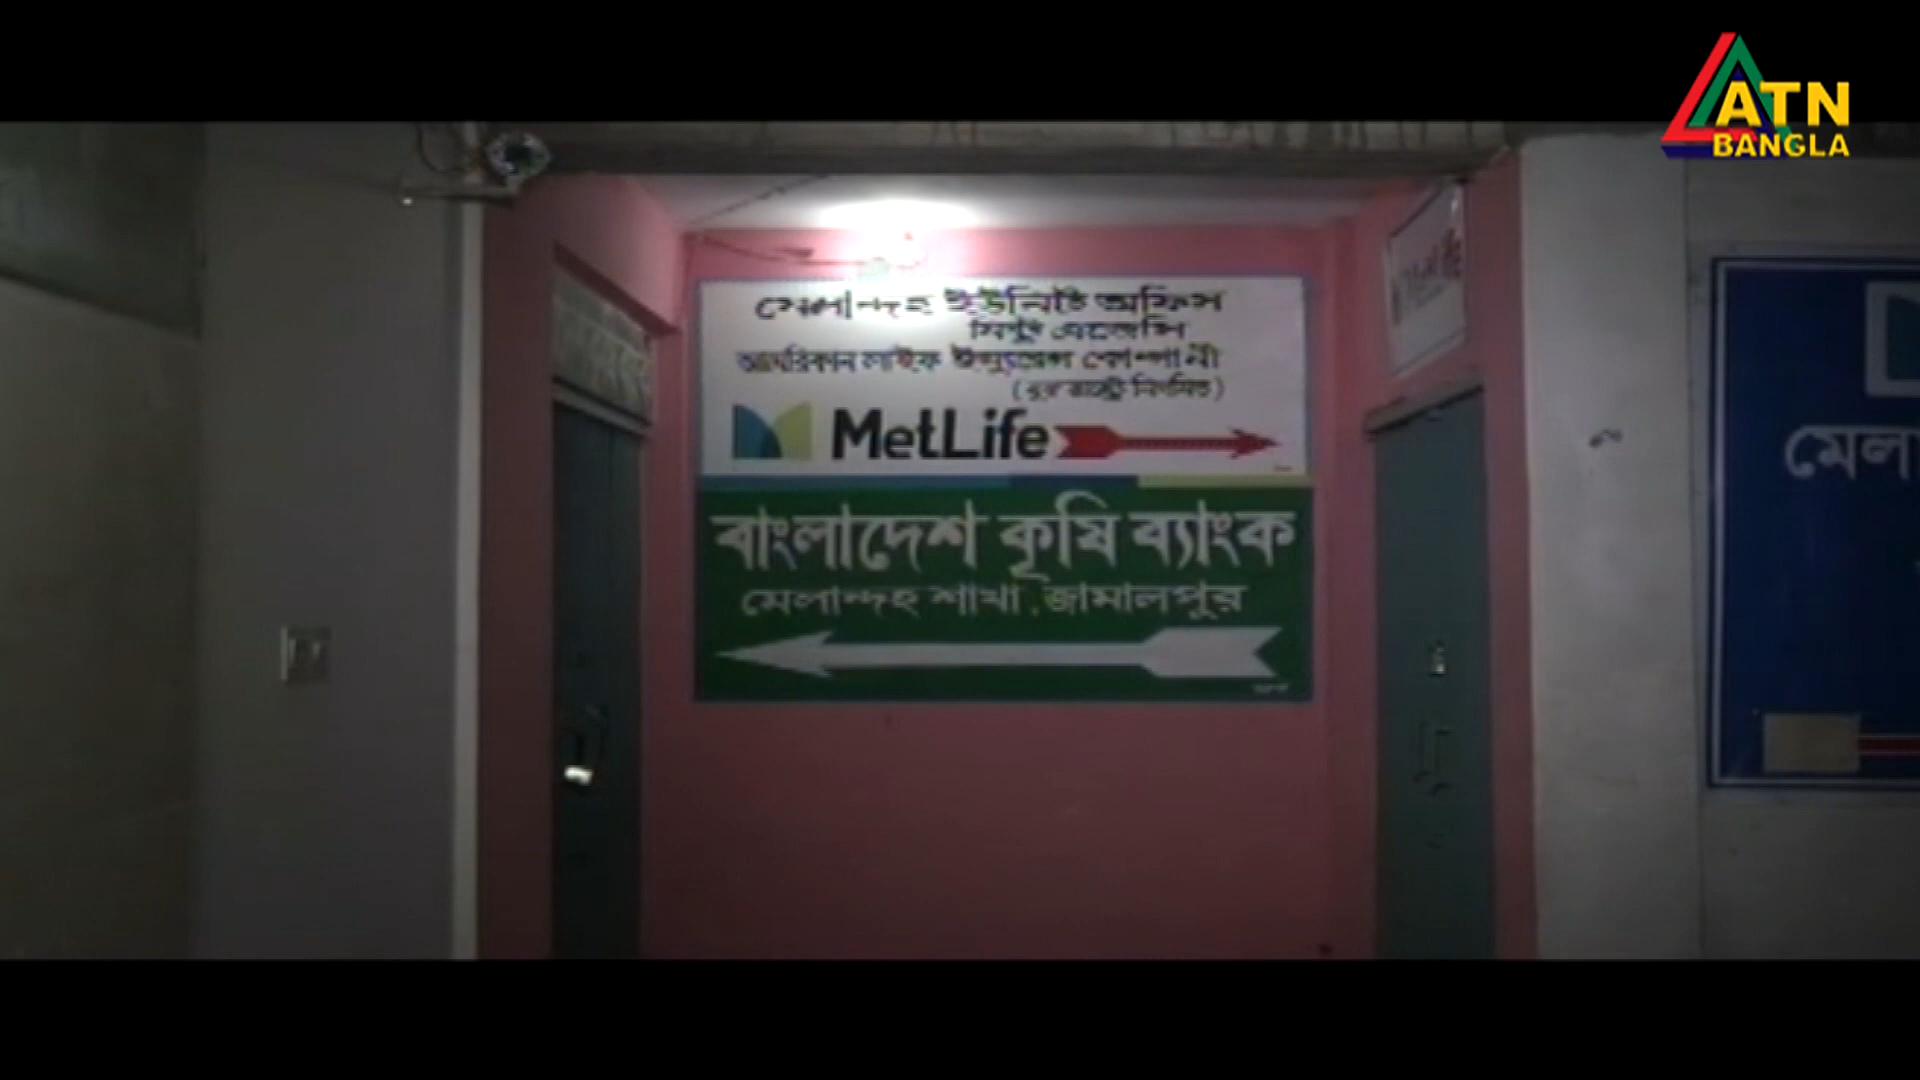 ATN
BANGLA
মেলান্দহ ইউনিট অফিস
এজেন্সি
আমেরিকান লাইফ ইন্স্যুরেন্স কোম্পানী
MetLife
বাংলাদেশ কৃষি ব্যাংক
মেলান্দহ শাখা, জামালপুর